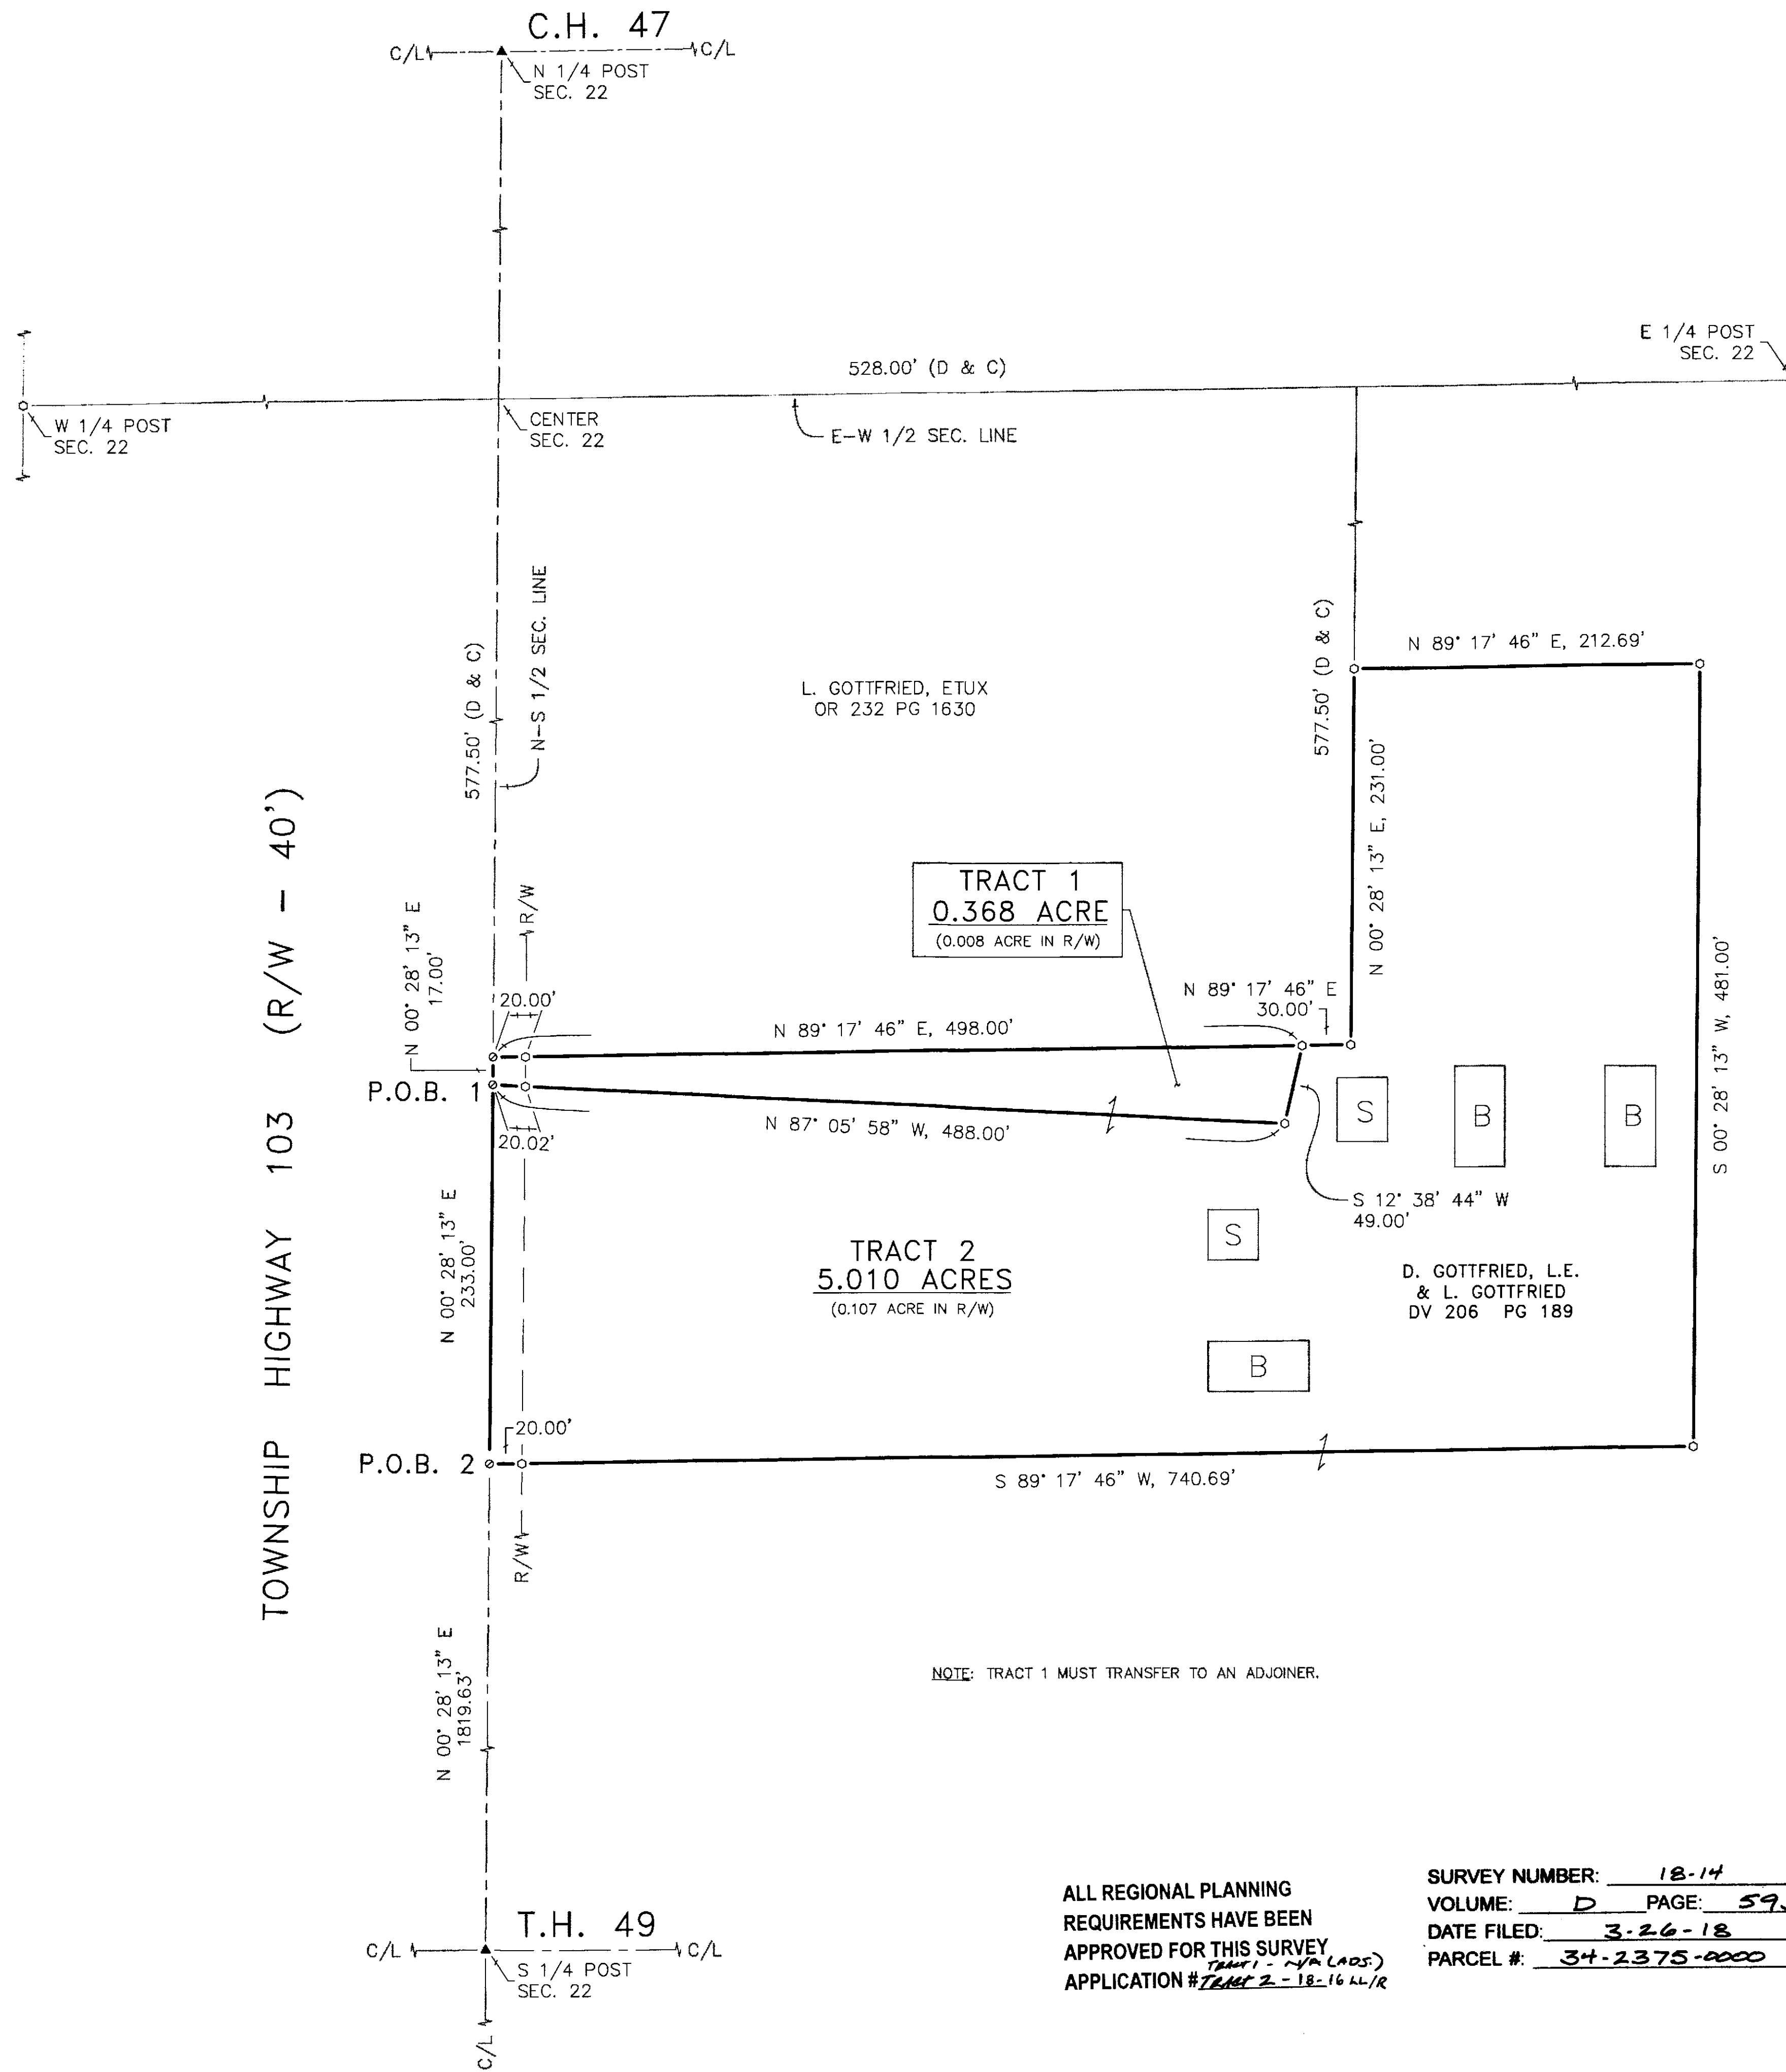 C.H. 47
C/L
C/L
N 1/4 POST
SEC. 22
E 1/4 POST
SEC. 22
528.00' (D & C)
W 1/4 POST
SEC. 22
CENTER
SEC. 22
E-W 1/2 SEC. LINE
577.50' (D & C)
N-S 1/2 SEC. LINE
L. GOTTFRIED, ETUX
OR 232 PG 1630
577.50' (D & C)
N 89° 17' 46" E, 212.69'
N 00° 28' 13" E, 231.00'
TOWNSHIP HIGHWAY 103 (R/W - 40')
TRACT 1
0.368 ACRE
(0.008 ACRE IN R/W)
N 00° 28' 13" E
17.00'
R/W
20.00'
N 89° 17' 46" E, 498.00'
N 89° 17' 46" E
30.00'
S 00° 28' 13" W, 481.00'
P.O.B. 1
20.02'
N 87° 05' 58" W, 488.00'
S
B
B
S 12° 38' 44" W
49.00'
N 00° 28' 13" E
233.00'
TRACT 2
5.010 ACRES
(0.107 ACRE IN R/W)
S
D. GOTTFRIED, L.E.
& L. GOTTFRIED
DV 206 PG 189
B
20.00'
P.O.B. 2
S 89° 17' 46" W, 740.69'
R/W
N 00° 28' 13" E
1819.63'
NOTE: TRACT 1 MUST TRANSFER TO AN ADJOINER.
T.H. 49
C/L
C/L
S 1/4 POST
SEC. 22
C/L
ALL REGIONAL PLANNING
REQUIREMENTS HAVE BEEN
APPROVED FOR THIS SURVEY
TRACT 1 - N/A (ADJ.)
APPLICATION # TRACT 2 - 18-16 LL/R
SURVEY NUMBER: 18-14
VOLUME: D PAGE:
DATE FILED: 3-26-18
PARCEL #: 34-2375-0000